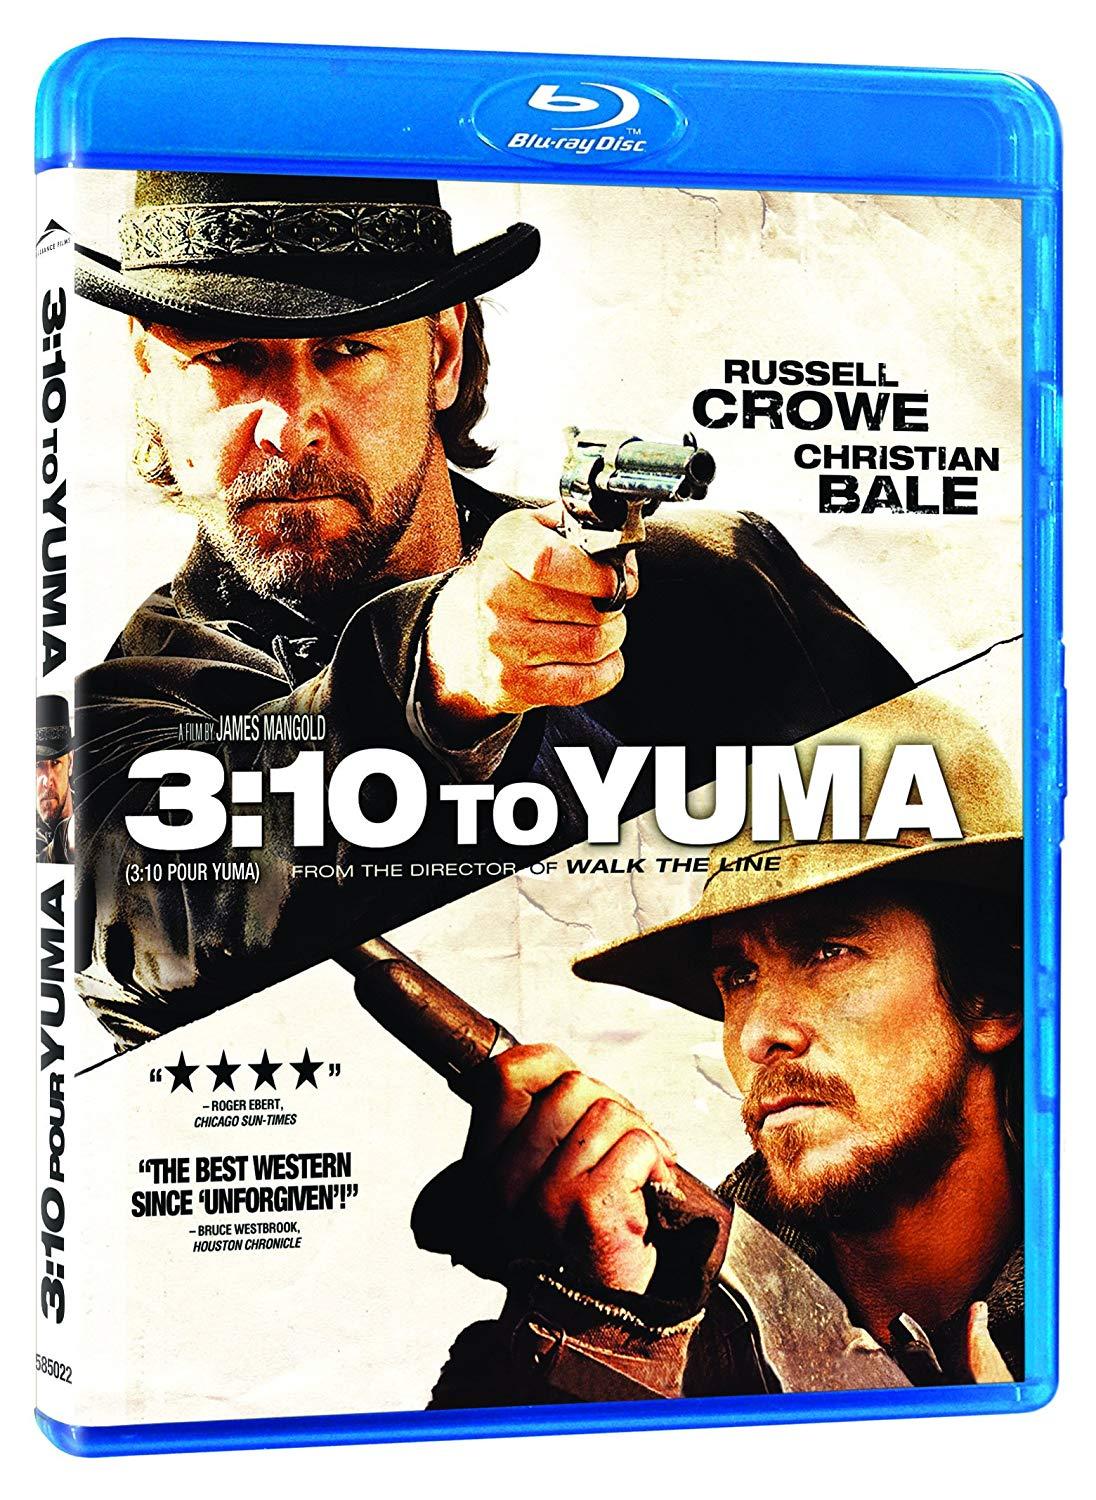 Blu-ray Disc™
RUSSELL
CROWE
CHRISTIAN
BALE
A FILM BY JAMES MANGOLD
3:10 TO YUMA
(3:10 POUR YUMA) FROM THE DIRECTOR OF WALK THE LINE
“★★★★”
– ROGER EBERT,
CHICAGO SUN-TIMES
“THE BEST WESTERN
SINCE ‘UNFORGIVEN’!”
– BRUCE WESTBROOK,
HOUSTON CHRONICLE
3:10 TO YUMA
3:10 POUR YUMA
585022